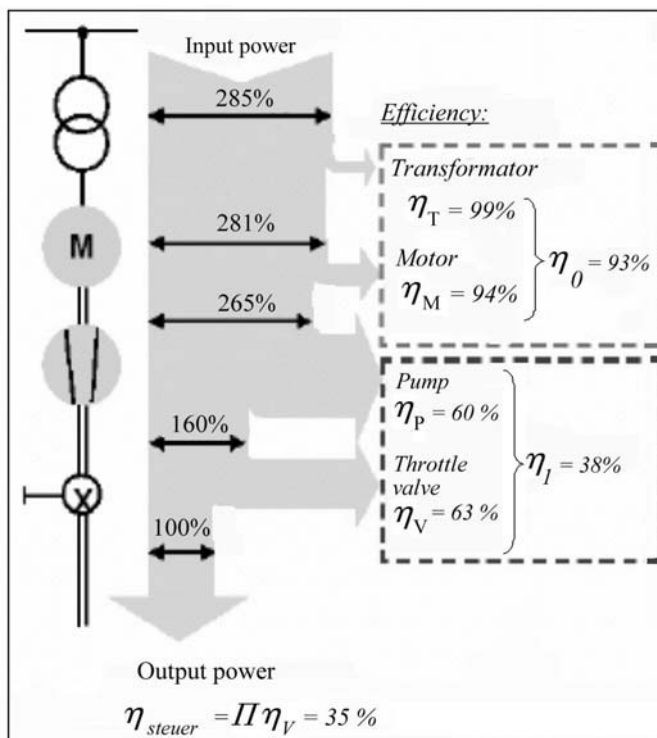 Input power
285%
Efficiency:
Transformator
η_T = 99%
281%
η_0 = 93%
M
Motor
η_M = 94%
265%
Pump
η_P = 60 %
160%
η_1 = 38%
Throttle
valve
η_V = 63 %
X
100%
Output power
η_steuer = Π η_V = 35 %